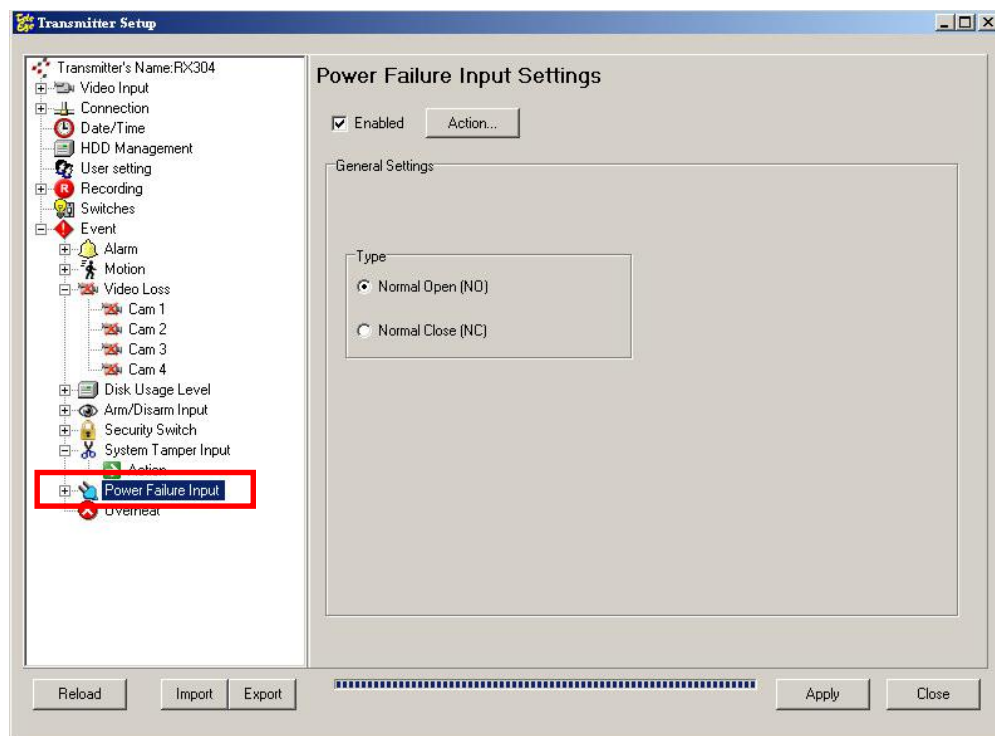 Transmitter Setup
Transmitter's Name:RX304
Video Input
Connection
Date/Time
HDD Management
User setting
Recording
Switches
Event
Alarm
Motion
Video Loss
Cam 1
Cam 2
Cam 3
Cam 4
Disk Usage Level
Arm/Disarm Input
Security Switch
System Tamper Input
Action
Power Failure Input
Overheat
Power Failure Input Settings
Enabled
Action...
General Settings
Type
Normal Open (NO)
Normal Close (NC)
Reload
Import
Export
Apply
Close